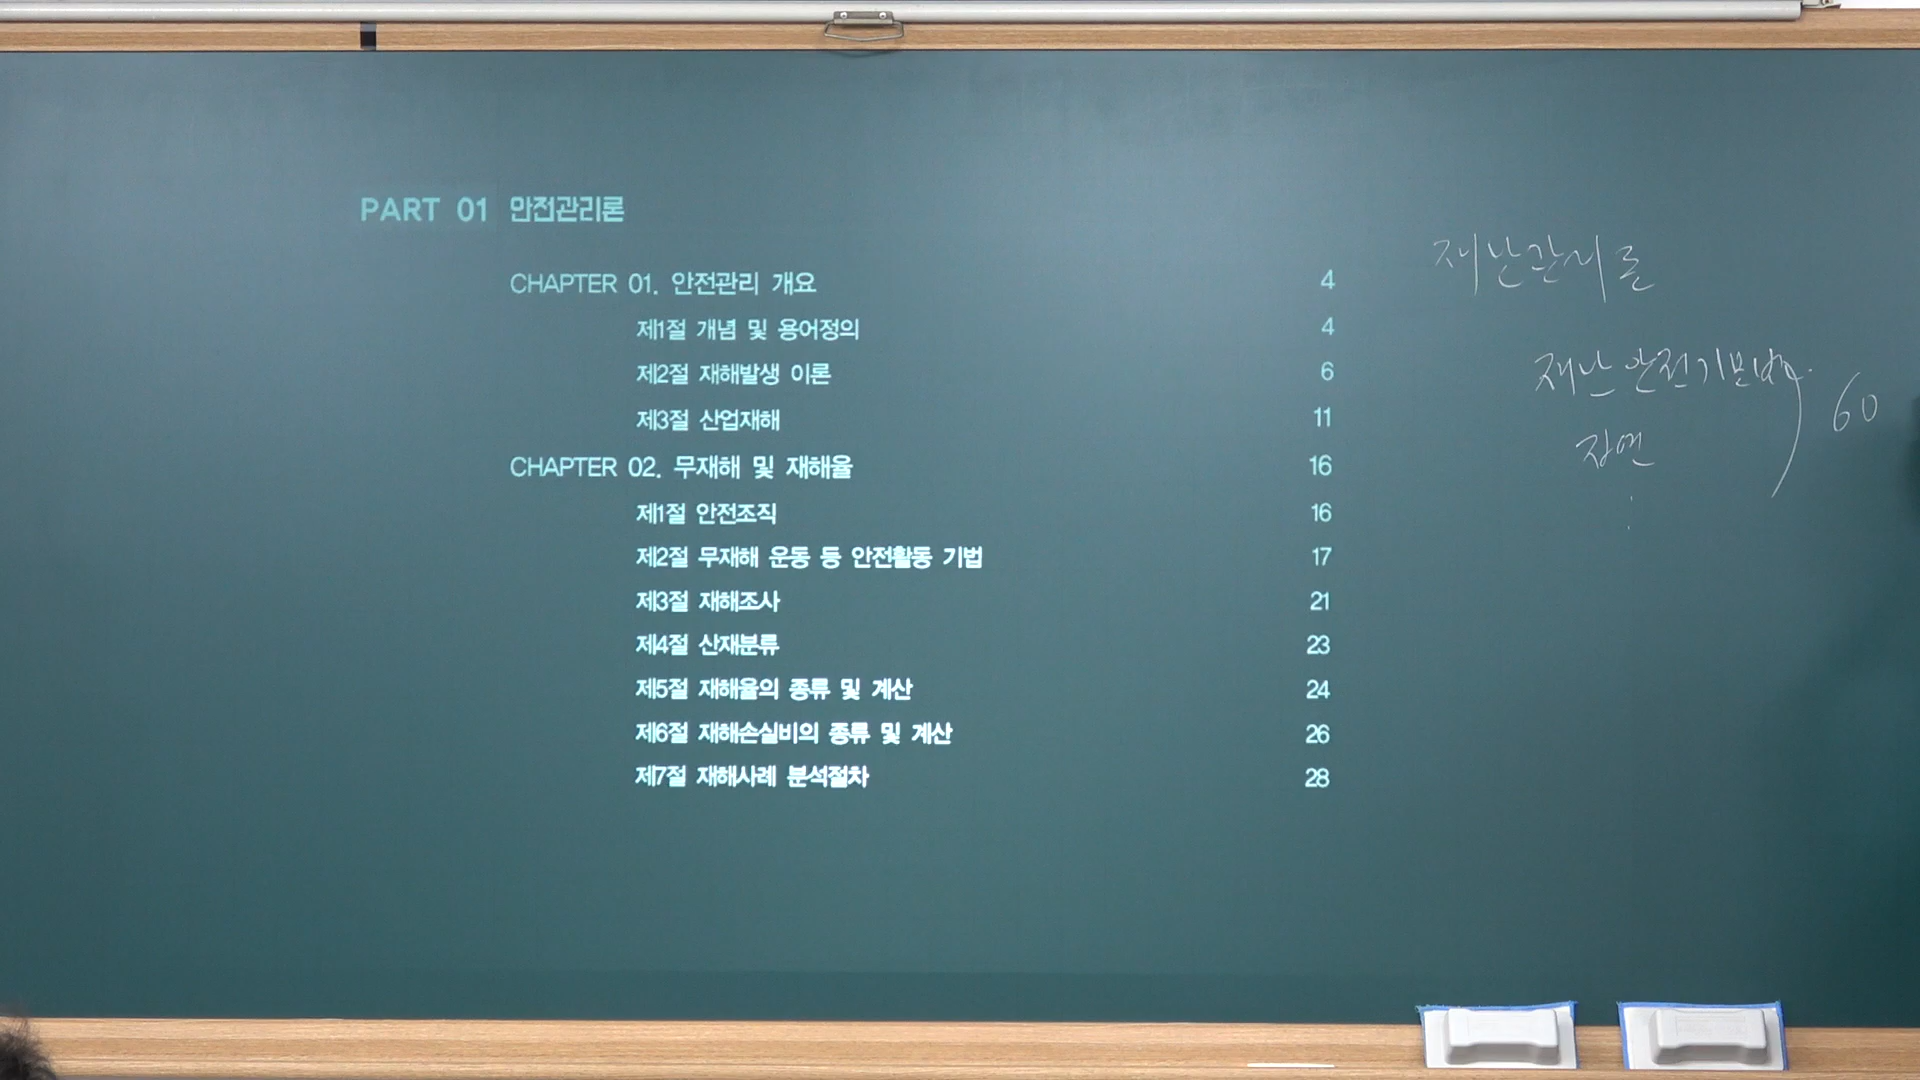 PART 01 안전관리론
CHAPTER 01. 안전관리 개요 4
제1절 개념 및 용어정의 4
제2절 재해발생 이론 6
제3절 산업재해 11
CHAPTER 02. 무재해 및 재해율 16
제1절 안전조직 16
제2절 무재해 운동 등 안전활동 기법 17
제3절 재해조사 21
제4절 산재분류 23
제5절 재해율의 종류 및 계산 24
제6절 재해손실비의 종류 및 계산 26
제7절 재해사례 분석절차 28
재난관리론
재난안전기본법
60